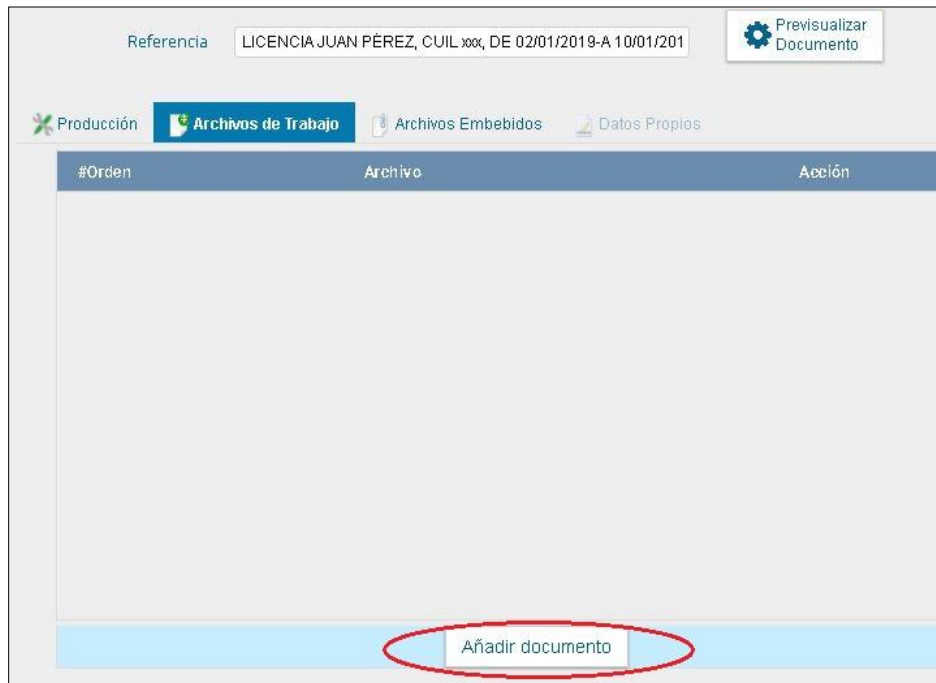 Referencia LICENCIA JUAN PÉREZ, CUIL xxx, DE 02/01/2019-A 10/01/201
Previsualizar
Documento
Producción Archivos de Trabajo Archivos Embebidos Datos Propios
#Orden Archivo Acción
Añadir documento